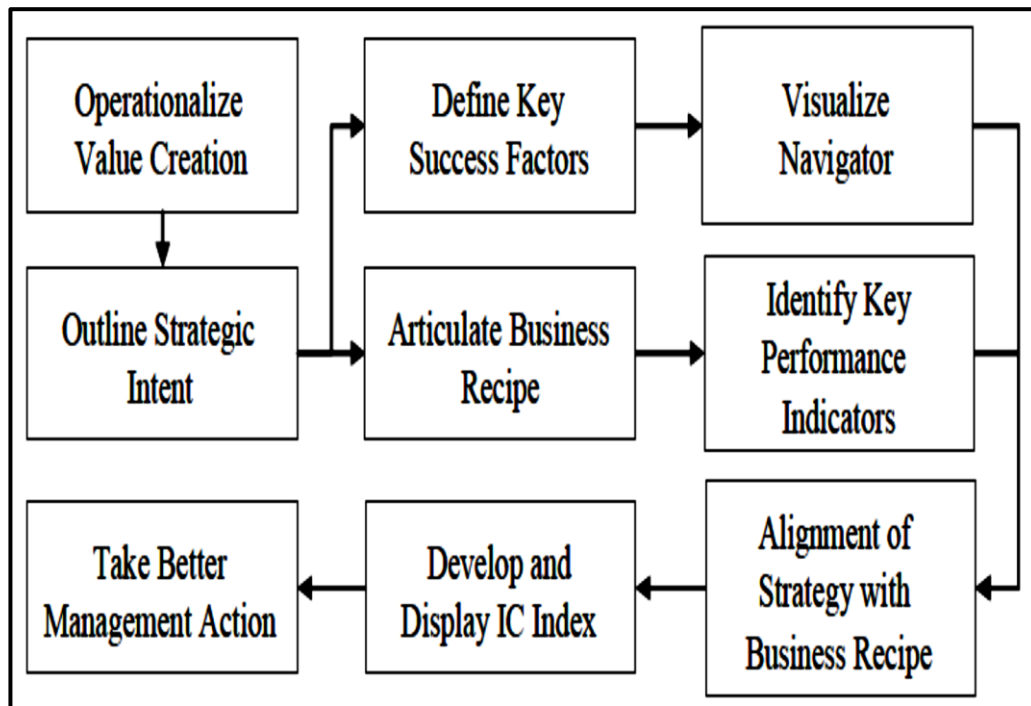 Operationalize
Value Creation
Define Key
Success Factors
Visualize
Navigator
Outline Strategic
Intent
Articulate Business
Recipe
Identify Key
Performance
Indicators
Take Better
Management Action
Develop and
Display IC Index
Alignment of
Strategy with
Business Recipe